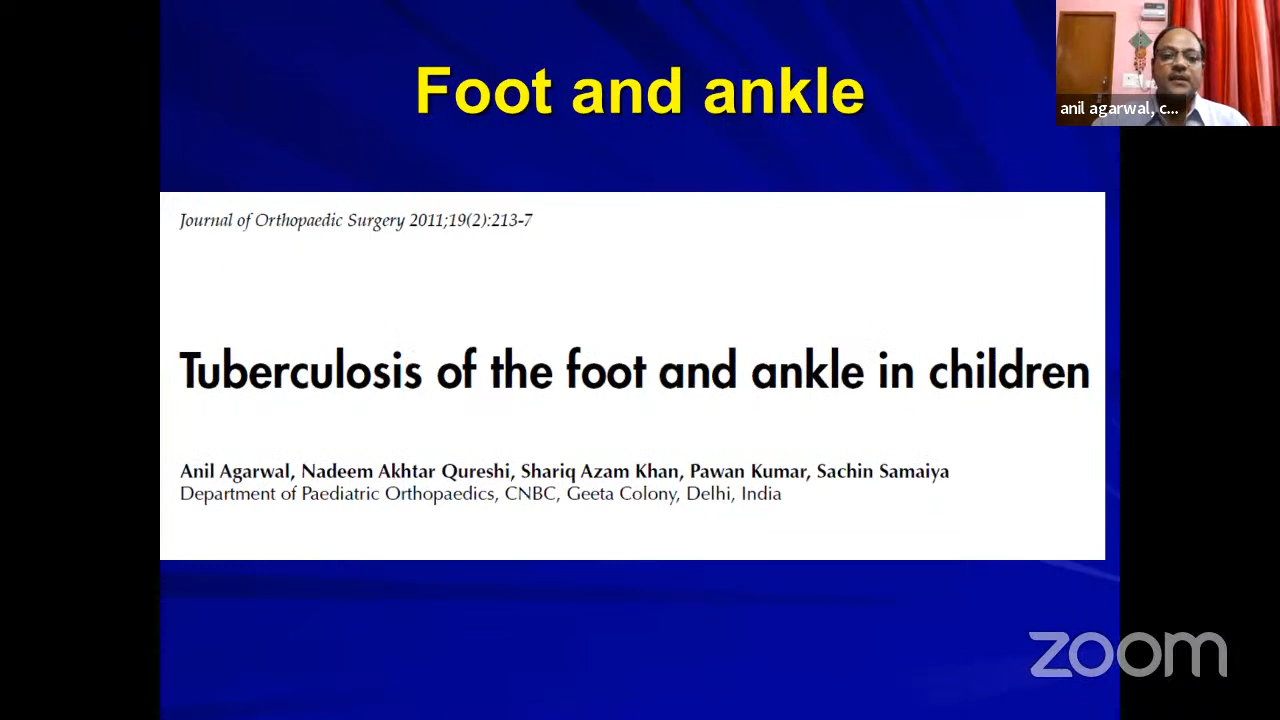 Foot and ankle
anil agarwal, c...
Journal of Orthopaedic Surgery 2011;19(2):213-7
Tuberculosis of the foot and ankle in children
Anil Agarwal, Nadeem Akhtar Qureshi, Shariq Azam Khan, Pawan Kumar, Sachin Samaiya
Department of Paediatric Orthopaedics, CNBC, Geeta Colony, Delhi, India
zoom